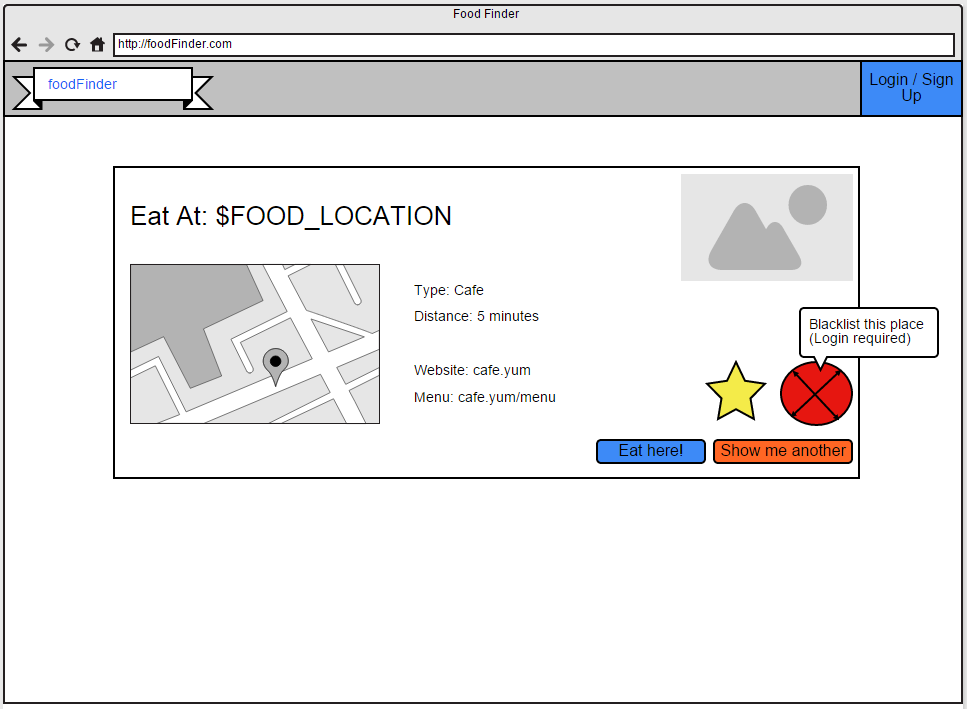 Food Finder
http://foodFinder.com
foodFinder
Login / Sign
Up
Eat At: $FOOD_LOCATION
Type: Cafe
Distance: 5 minutes
Blacklist this place
(Login required)
Website: cafe.yum
Menu: cafe.yum/menu
Eat here!
Show me another